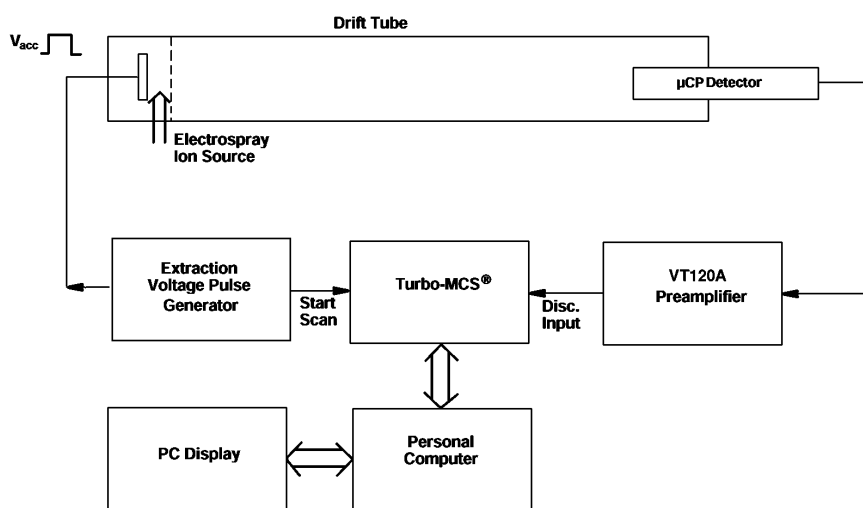 Drift Tube
Vacc
μCP Detector
Electrospray
Ion Source
Extraction
Voltage Pulse
Generator
Start
Scan
Turbo-MCS®
Disc.
Input
VT120A
Preamplifier
PC Display
Personal
Computer